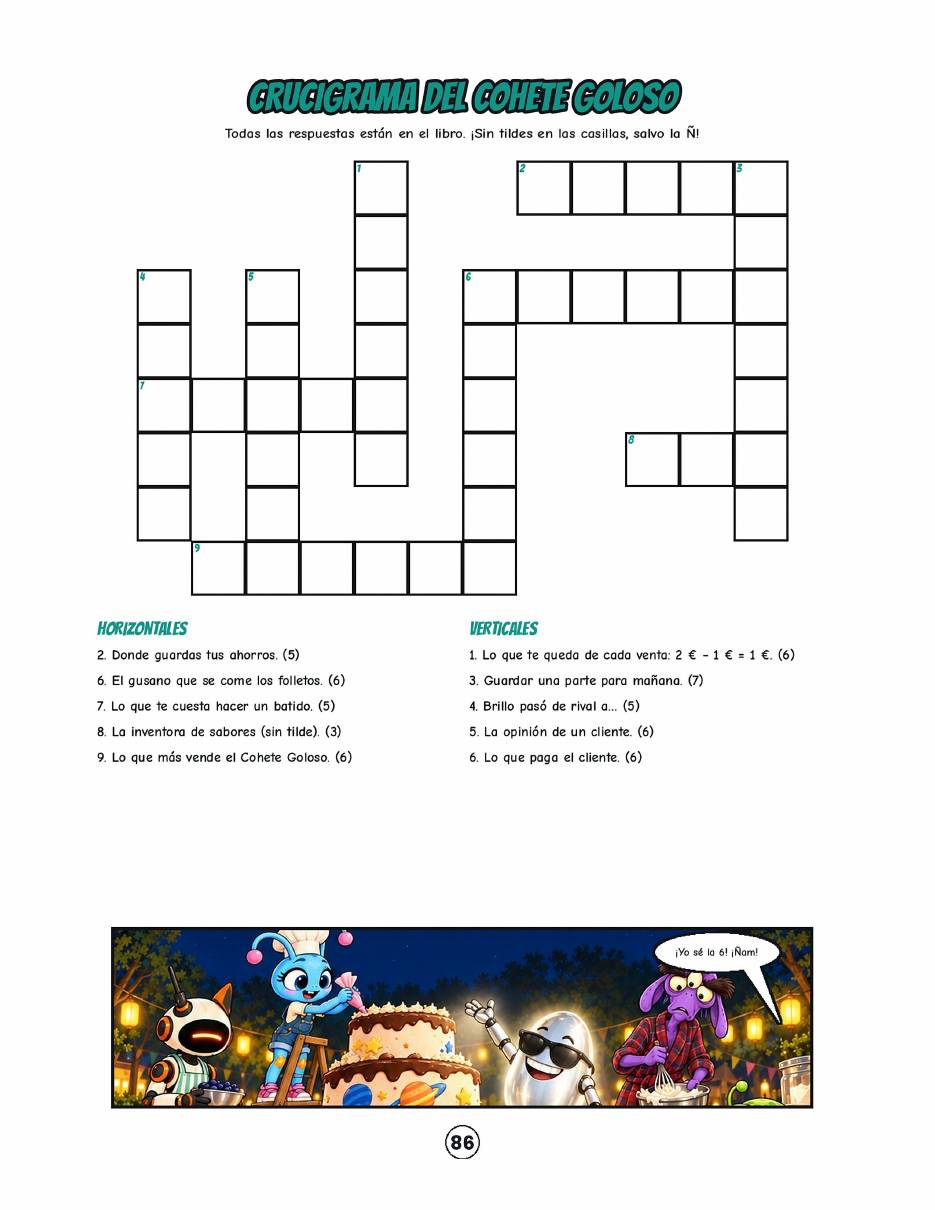 CRUCIGRAMA DEL COHETE GOLOSO
Todas las respuestas están en el libro. ¡Sin tildes en las casillas, salvo la Ñ!
1
2
3
4
5
6
7
8
9
HORIZONTALES
2. Donde guardas tus ahorros. (5)
6. El gusano que se come los folletos. (6)
7. Lo que te cuesta hacer un batido. (5)
8. La inventora de sabores (sin tilde). (3)
9. Lo que más vende el Cohete Goloso. (6)
VERTICALES
1. Lo que te queda de cada venta: 2 € − 1 € = 1 €. (6)
3. Guardar una parte para mañana. (7)
4. Brillo pasó de rival a... (5)
5. La opinión de un cliente. (6)
6. Lo que paga el cliente. (6)
¡Yo sé la 6! ¡Ñam!
86